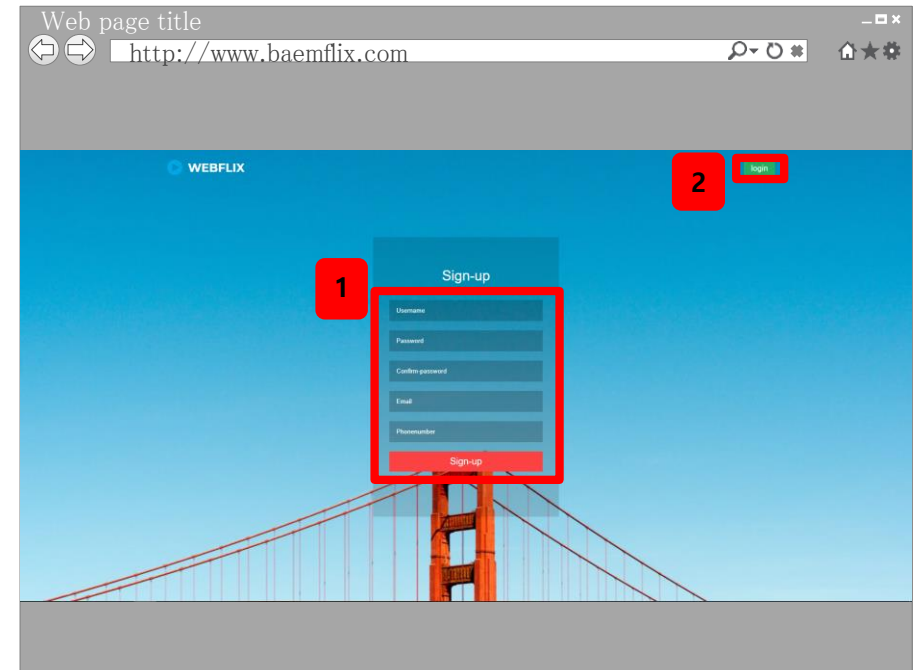 Web page title
http://www.baemflix.com
WEBFLIX
2
login
Sign-up
1
Username
Password
Confirm password
Email
Phonenumber
Sign-up